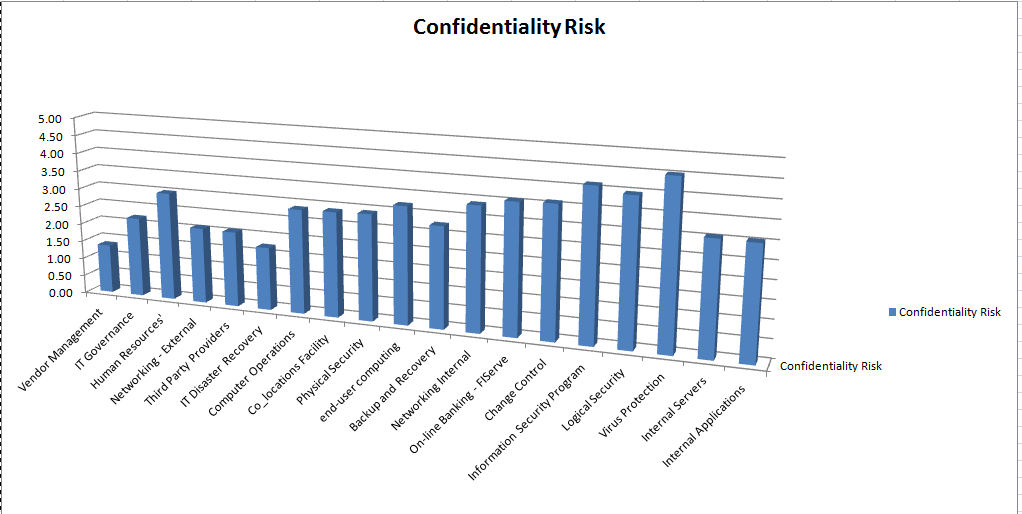 Confidentiality Risk
5.00
4.50
4.00
3.50
3.00
2.50
2.00
1.50
1.00
0.50
0.00
Vendor Management
IT Governance
Human Resources'
Networking - External
Third Party Providers
IT Disaster Recovery
Computer Operations
Co_locations Facility
Physical Security
end-user computing
Backup and Recovery
Networking Internal
On-line Banking - FIServe
Change Control
Information Security Program
Logical Security
Virus Protection
Internal Servers
Internal Applications
Confidentiality Risk
Confidentiality Risk